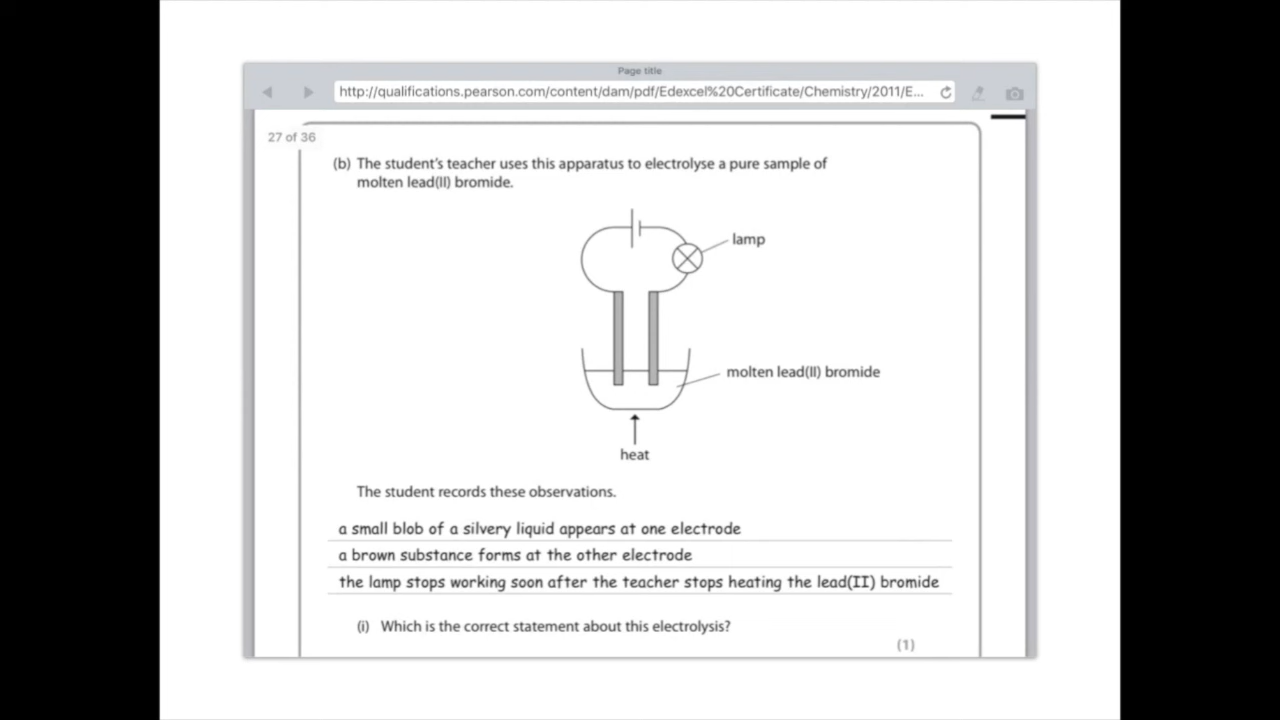 Page title
http://qualifications.pearson.com/content/dam/pdf/Edexcel%20Certificate/Chemistry/2011/E...
27 of 36
(b) The student's teacher uses this apparatus to electrolyse a pure sample of
molten lead(II) bromide.
lamp
molten lead(II) bromide
heat
The student records these observations.
a small blob of a silvery liquid appears at one electrode
a brown substance forms at the other electrode
the lamp stops working soon after the teacher stops heating the lead(II) bromide
(i) Which is the correct statement about this electrolysis?
(1)